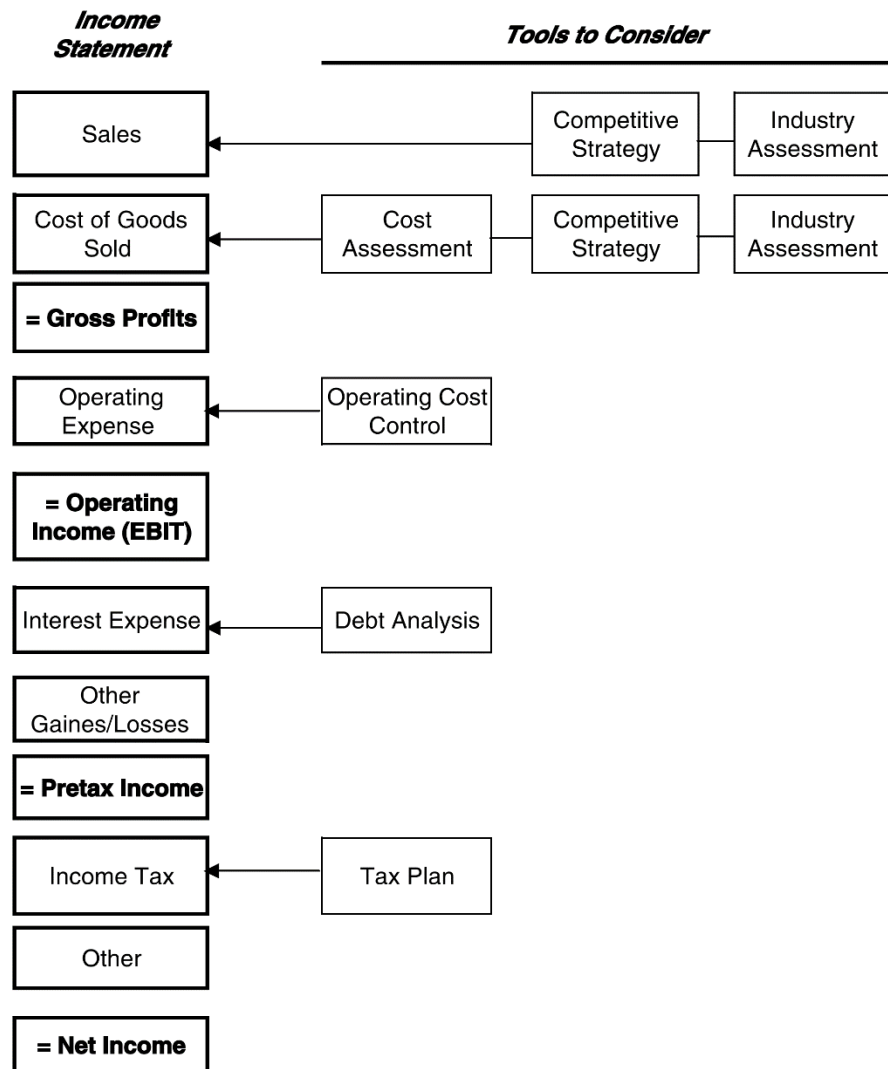 Income
Statement
Tools to Consider
Sales
Competitive
Strategy
Industry
Assessment
Cost of Goods
Sold
Cost
Assessment
Competitive
Strategy
Industry
Assessment
= Gross Profits
Operating
Expense
Operating Cost
Control
= Operating
Income (EBIT)
Interest Expense
Debt Analysis
Other
Gaines/Losses
= Pretax Income
Income Tax
Tax Plan
Other
= Net Income